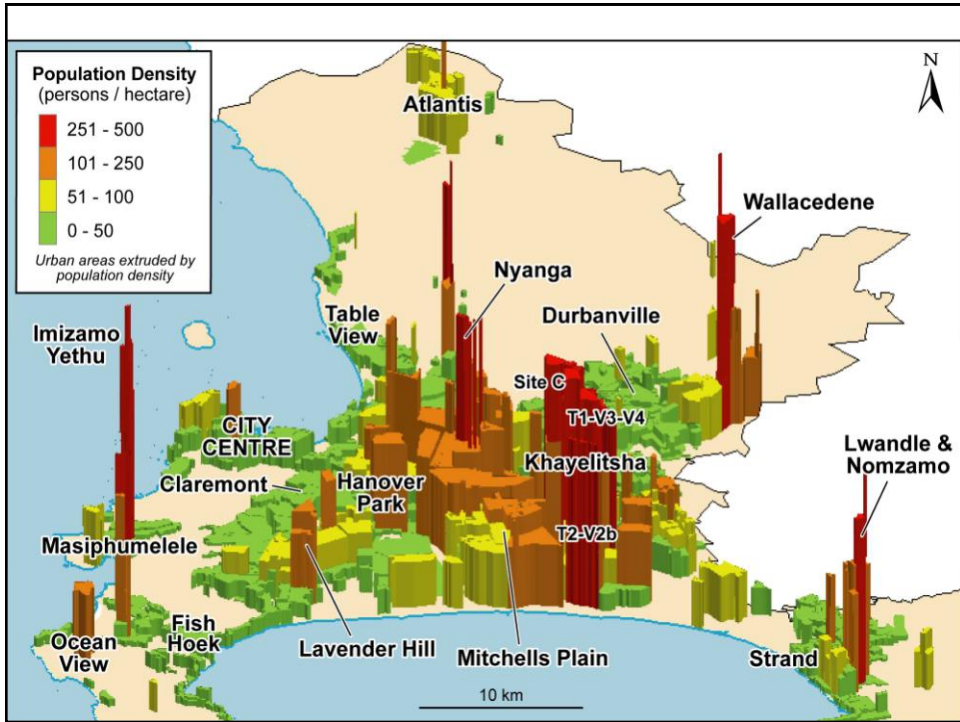 Population Density
(persons / hectare)
251 - 500
101 - 250
51 - 100
0 - 50
Urban areas extruded by
population density
N
Atlantis
Wallacedene
Nyanga
Durbanville
Table
View
Imizamo
Yethu
Site C
T1-V3-V4
CITY
CENTRE
Khayelitsha
Lwandle &
Nomzamo
Claremont
Hanover
Park
T2-V2b
Masiphumelele
Fish
Hoek
Ocean
View
Lavender Hill
Mitchells Plain
Strand
10 km